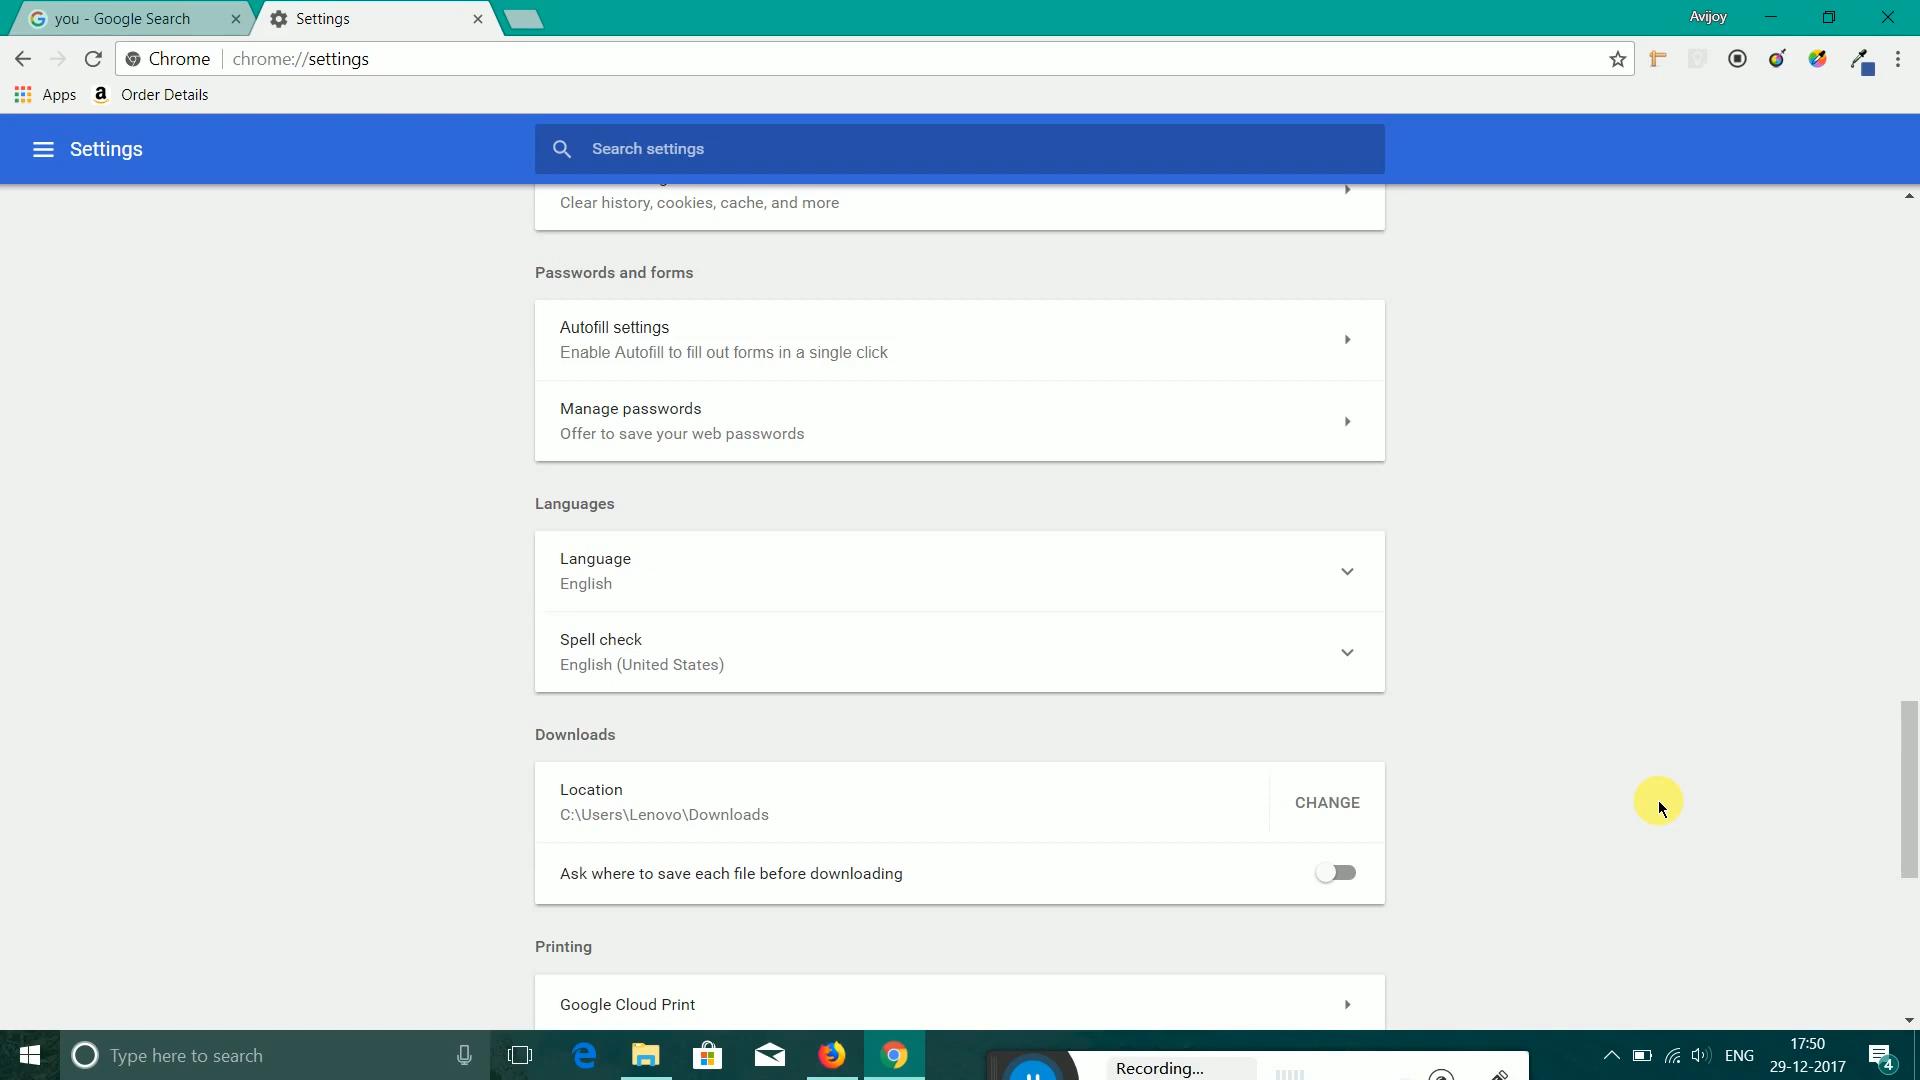 you - Google Search
Settings
Avijoy
Chrome
chrome://settings
Apps
a
Order Details
Settings
Search settings
Clear history, cookies, cache, and more
Passwords and forms
Autofill settings
Enable Autofill to fill out forms in a single click
Manage passwords
Offer to save your web passwords
Languages
Language
English
Spell check
English (United States)
Downloads
Location
C:\Users\Lenovo\Downloads
CHANGE
Ask where to save each file before downloading
Printing
Google Cloud Print
Type here to search
Recording...
ENG
17:50
29-12-2017
4